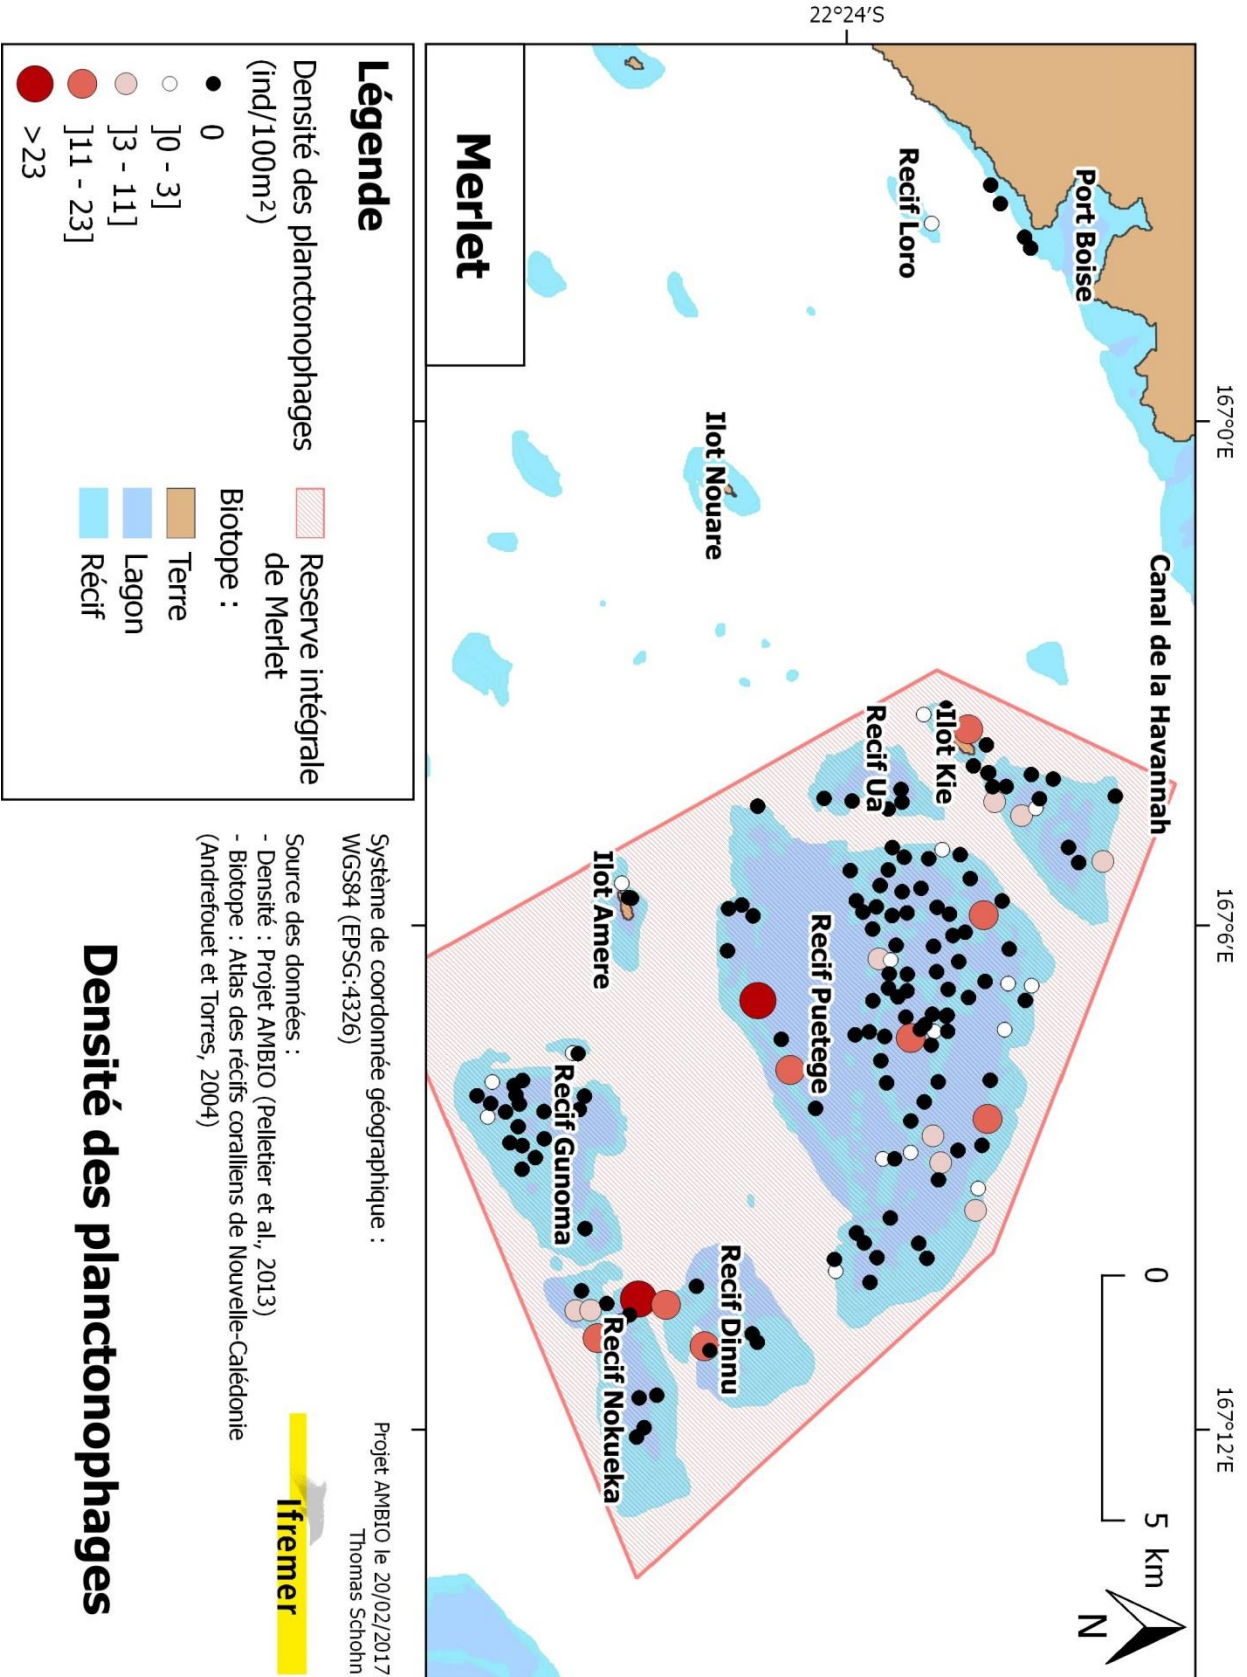 167°0'E
167°6'E
167°12'E
22°24'S
Canal de la Havannah
Port Boise
Recif Loro
Ilot Kie
Recif Ua
Ilot Nouare
Recif Puetege
Ilot Amere
Recif Dinnu
Recif Gunoma
Recif Nokueka
0
5 km
N
Merlet
Légende
Densité des planctonophages
(ind/100m²)
0
]0 - 3]
]3 - 11]
]11 - 23]
>23
Reserve intégrale
de Merlet
Biotope :
Terre
Lagon
Récif
Système de coordonnée géographique :
WGS84 (EPSG:4326)
Source des données :
- Densité : Projet AMBIO (Pelletier et al., 2013)
- Biotope : Atlas des récifs coralliens de Nouvelle-Calédonie
(Andrefouet et Torres, 2004)
Projet AMBIO le 20/02/2017
Thomas Schohn
Ifremer
Densité des planctonophages